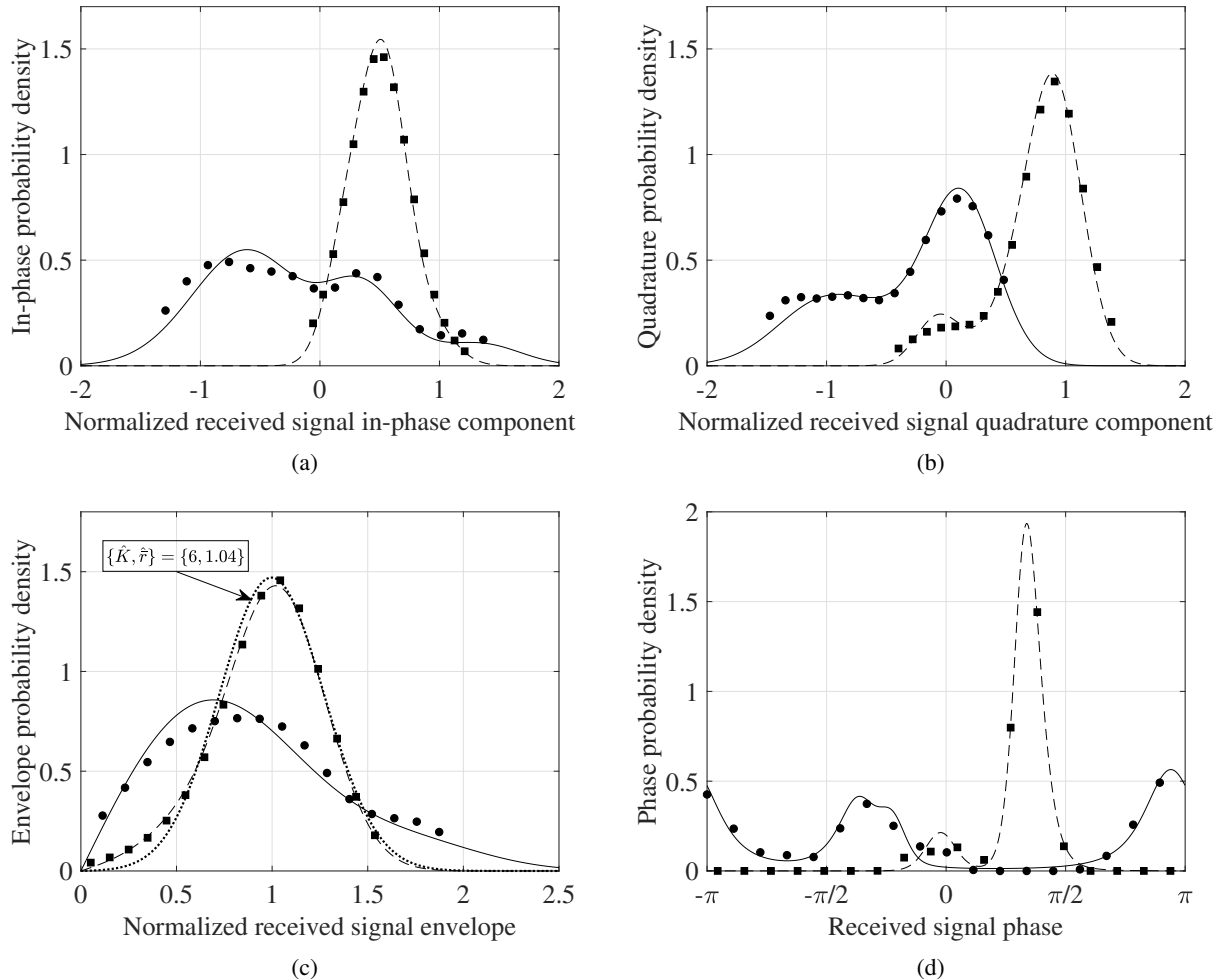 In-phase probability density
1.5
1
0.5
0
-2
-1
0
1
2
Normalized received signal in-phase component
(a)
Quadrature probability density
1.5
1
0.5
0
-2
-1
0
1
2
Normalized received signal quadrature component
(b)
Envelope probability density
1.5
1
0.5
0
{K̂, r̂̄} = {6, 1.04}
0
0.5
1
1.5
2
2.5
Normalized received signal envelope
(c)
Phase probability density
2
1.5
1
0.5
0
-π
-π/2
0
π/2
π
Received signal phase
(d)